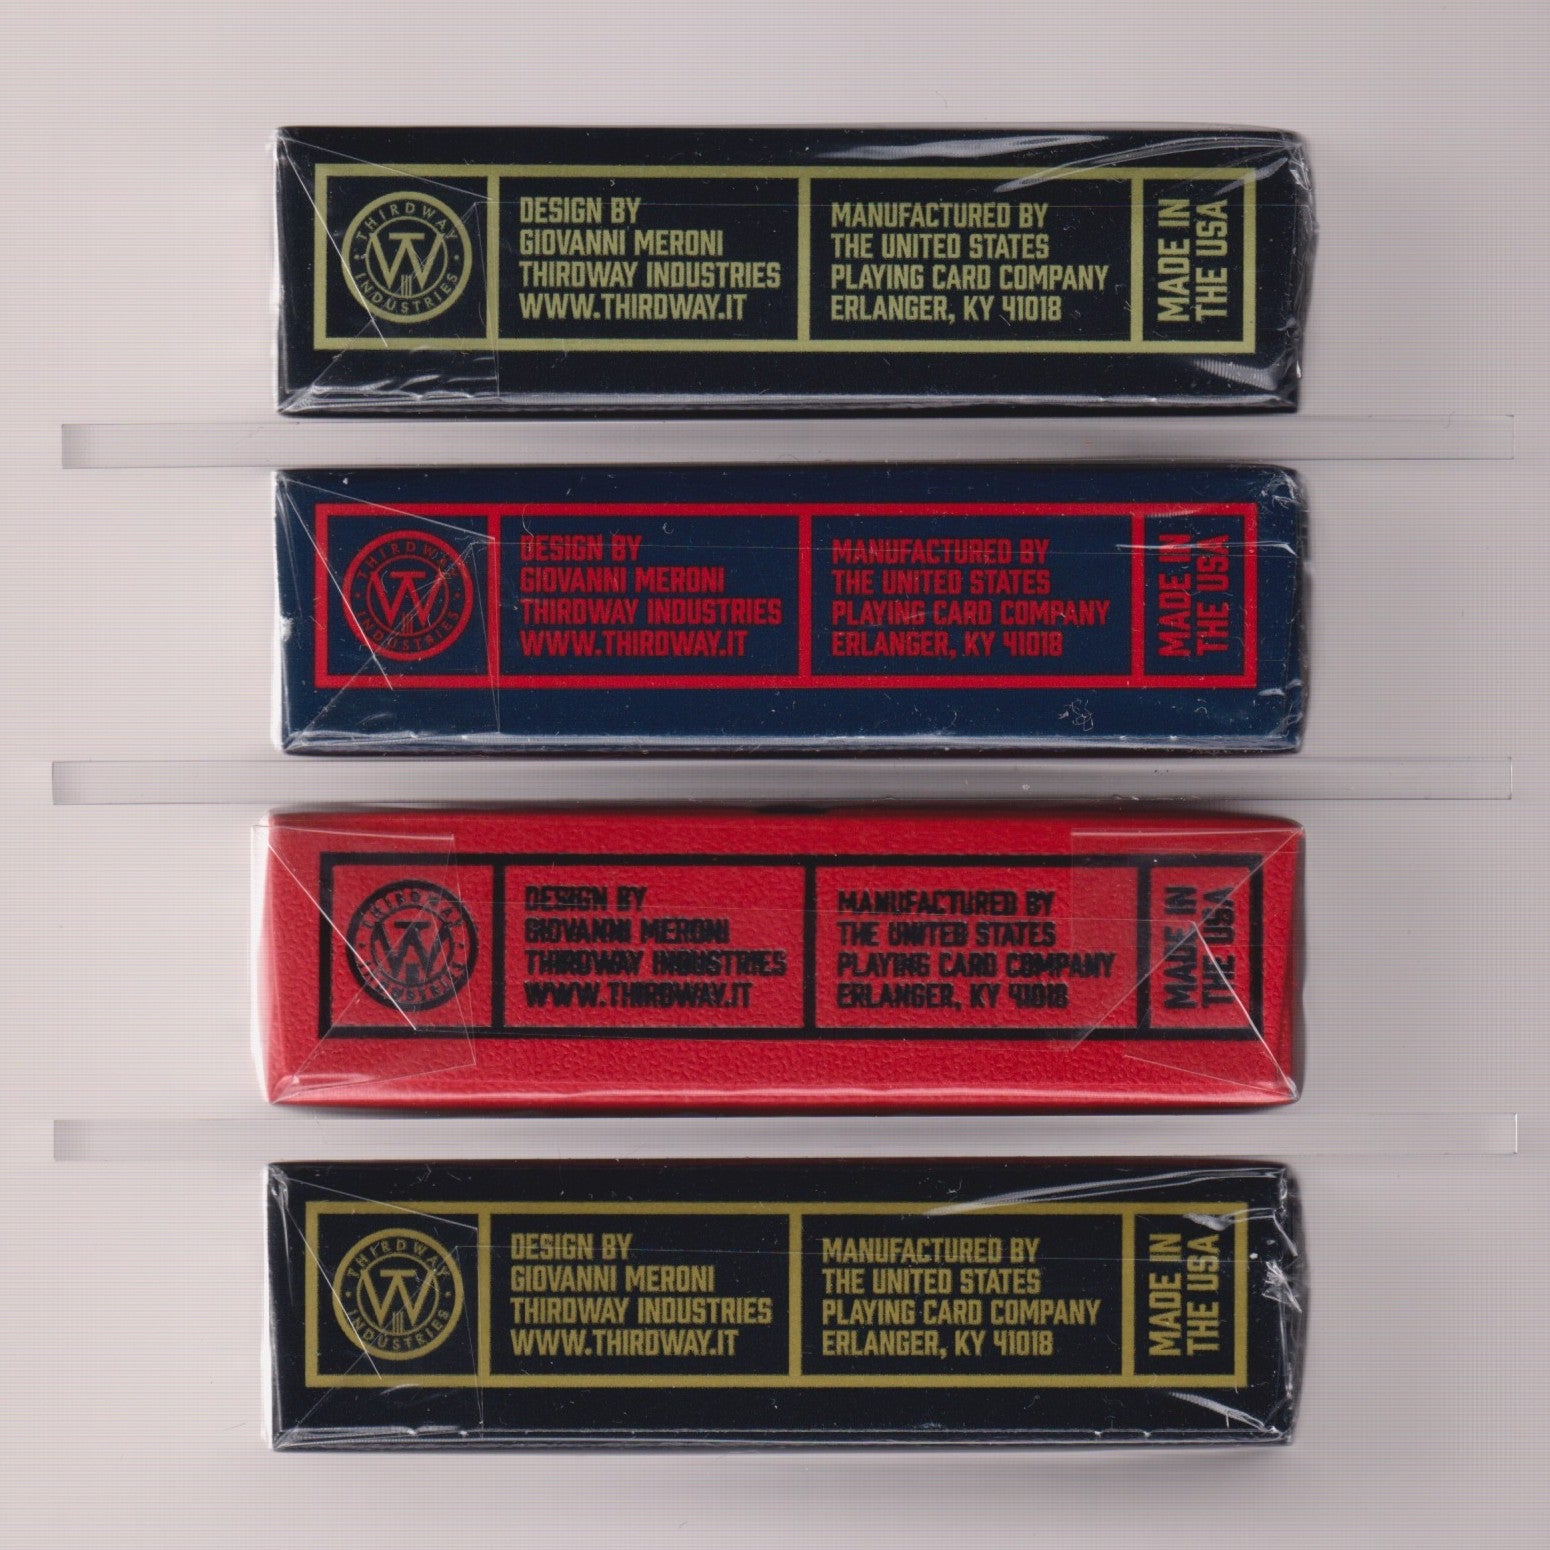 THIRDWAY
INDUSTRIES
DESIGN BY
GIOVANNI MERONI
THIRDWAY INDUSTRIES
WWW.THIRDWAY.IT
MANUFACTURED BY
THE UNITED STATES
PLAYING CARD COMPANY
ERLANGER, KY 41018
MADE IN
THE USA
THIRDWAY
INDUSTRIES
DESIGN BY
GIOVANNI MERONI
THIRDWAY INDUSTRIES
WWW.THIRDWAY.IT
MANUFACTURED BY
THE UNITED STATES
PLAYING CARD COMPANY
ERLANGER, KY 41018
MADE IN
THE USA
THIRDWAY
INDUSTRIES
DESIGN BY
GIOVANNI MERONI
THIRDWAY INDUSTRIES
WWW.THIRDWAY.IT
MANUFACTURED BY
THE UNITED STATES
PLAYING CARD COMPANY
ERLANGER, KY 41018
MADE IN
THE USA
THIRDWAY
INDUSTRIES
DESIGN BY
GIOVANNI MERONI
THIRDWAY INDUSTRIES
WWW.THIRDWAY.IT
MANUFACTURED BY
THE UNITED STATES
PLAYING CARD COMPANY
ERLANGER, KY 41018
MADE IN
THE USA